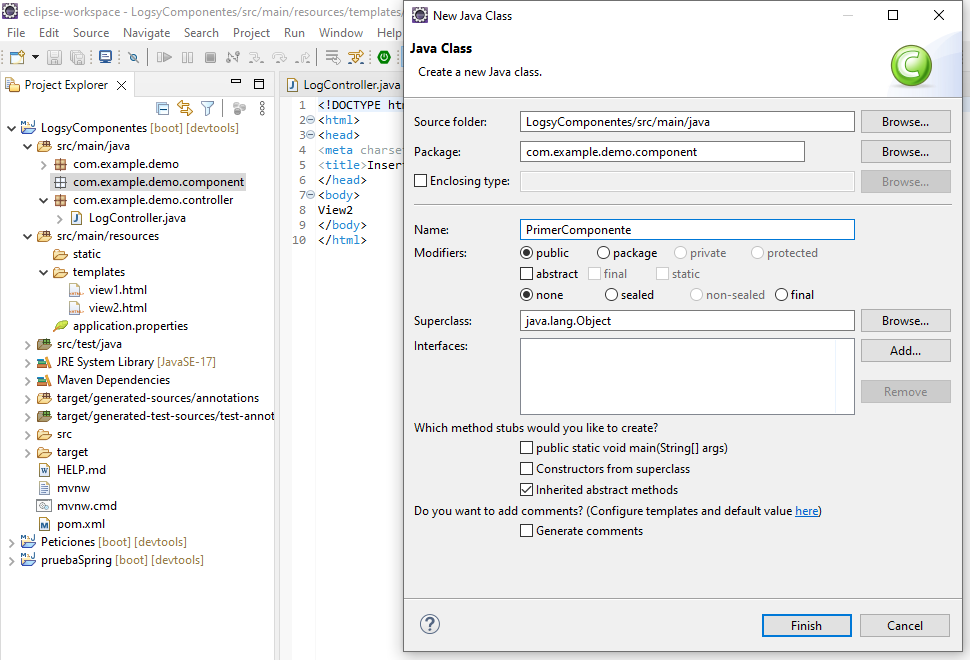 eclipse-workspace - LogsyComponentes/src/main/resources/templates/
File Edit Source Navigate Search Project Run Window Help
Project Explorer
LogsyComponentes [boot] [devtools]
src/main/java
com.example.demo
com.example.demo.component
com.example.demo.controller
LogController.java
src/main/resources
static
templates
view1.html
view2.html
application.properties
src/test/java
JRE System Library [JavaSE-17]
Maven Dependencies
target/generated-sources/annotations
target/generated-test-sources/test-annot
src
target
HELP.md
mvnw
mvnw.cmd
pom.xml
Peticiones [boot] [devtools]
pruebaSpring [boot] [devtools]
LogController.java
1 <!DOCTYPE htm
2 <html>
3 <head>
4 <meta charset
5 <title>Insert
6 </head>
7 <body>
8 View2
9 </body>
10 </html>
New Java Class
Java Class
Create a new Java class.
C
Source folder: LogsyComponentes/src/main/java Browse...
Package: com.example.demo.component Browse...
Enclosing type: Browse...
Name: PrimerComponente
Modifiers: public package private protected
abstract final static
none sealed non-sealed final
Superclass: java.lang.Object Browse...
Interfaces: Add...
Remove
Which method stubs would you like to create?
public static void main(String[] args)
Constructors from superclass
Inherited abstract methods
Do you want to add comments? (Configure templates and default value here)
Generate comments
? Finish Cancel